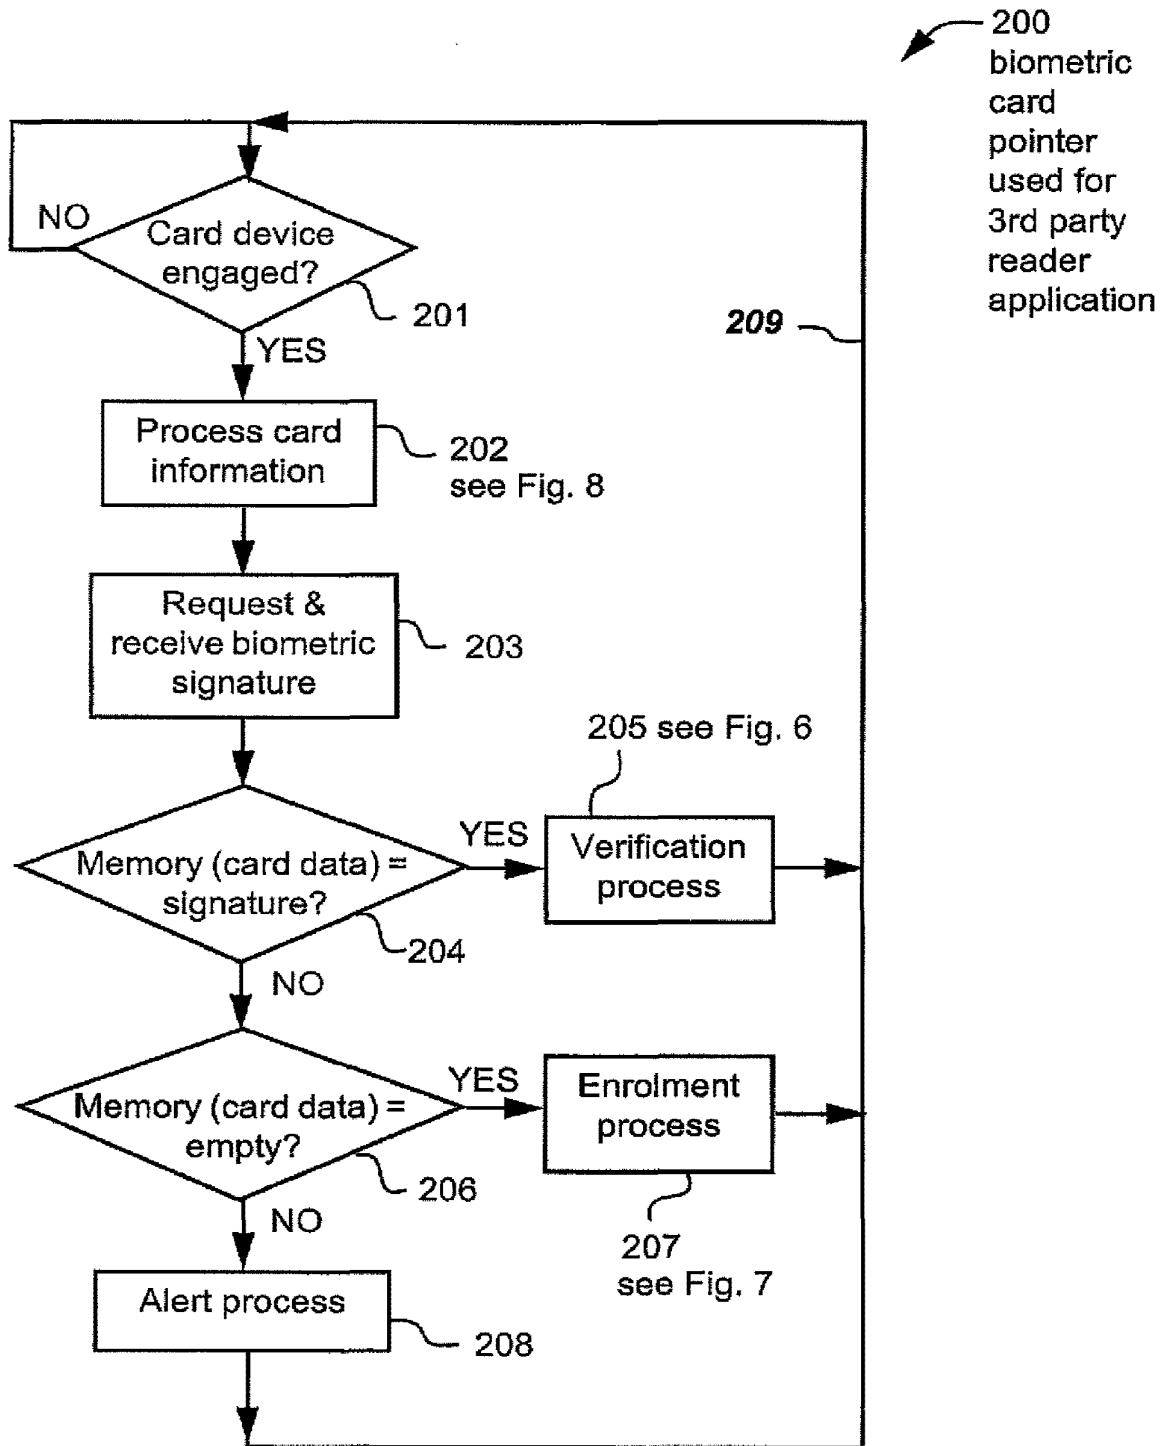 200
biometric
card
pointer
used for
3rd party
reader
application
NO
Card device
engaged?
201
209
YES
Process card
information
202
see Fig. 8
Request &
receive biometric
signature
203
205 see Fig. 6
Memory (card data) =
signature?
204
YES
Verification
process
NO
Memory (card data) =
empty?
206
YES
Enrolment
process
207
see Fig. 7
NO
Alert process
208